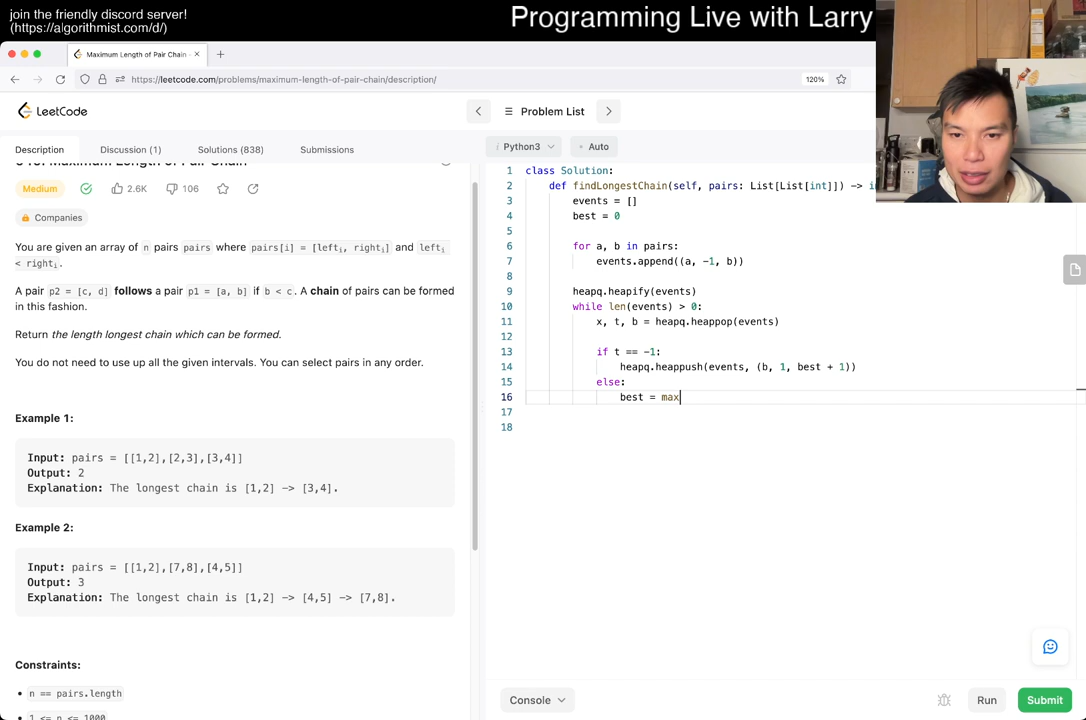 join the friendly discord server!
(https://algorithmist.com/d/)
Programming Live with Larry
Maximum Length of Pair Chain -
https://leetcode.com/problems/maximum-length-of-pair-chain/description/
120%
LeetCode
Problem List
Description
Discussion (1)
Solutions (838)
Submissions
Python3
Auto
Medium
2.6K
106
Companies
You are given an array of n pairs pairs where pairs[i] = [lefti, righti] and lefti
< righti.
A pair p2 = [c, d] follows a pair p1 = [a, b] if b < c. A chain of pairs can be formed
in this fashion.
Return the length longest chain which can be formed.
You do not need to use up all the given intervals. You can select pairs in any order.
Example 1:
Input: pairs = [[1,2],[2,3],[3,4]]
Output: 2
Explanation: The longest chain is [1,2] -> [3,4].
Example 2:
Input: pairs = [[1,2],[7,8],[4,5]]
Output: 3
Explanation: The longest chain is [1,2] -> [4,5] -> [7,8].
Constraints:
n == pairs.length
1 <= n <= 1000
1 class Solution:
2 def findLongestChain(self, pairs: List[List[int]]) -> i
3 events = []
4 best = 0
5
6 for a, b in pairs:
7 events.append((a, -1, b))
8
9 heapq.heapify(events)
10 while len(events) > 0:
11 x, t, b = heapq.heappop(events)
12
13 if t == -1:
14 heapq.heappush(events, (b, 1, best + 1))
15 else:
16 best = max
17
18
Console
Run
Submit